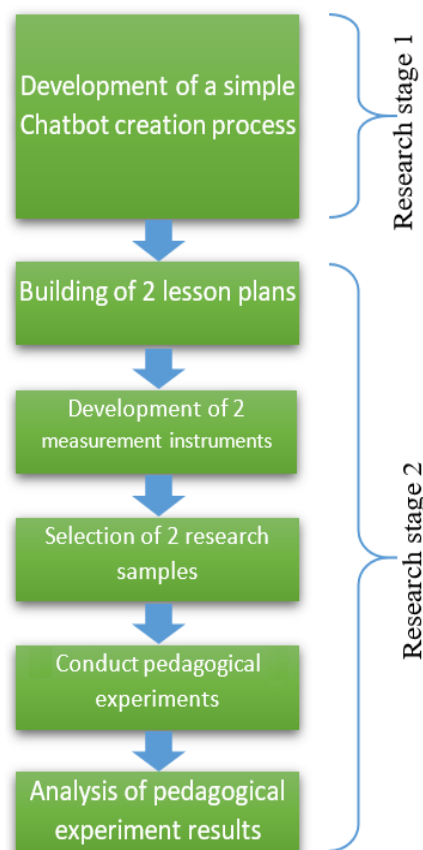 Development of a simple
Chatbot creation process
Research stage 1
Building of 2 lesson plans
Development of 2
measurement instruments
Selection of 2 research
samples
Conduct pedagogical
experiments
Analysis of pedagogical
experiment results
Research stage 2